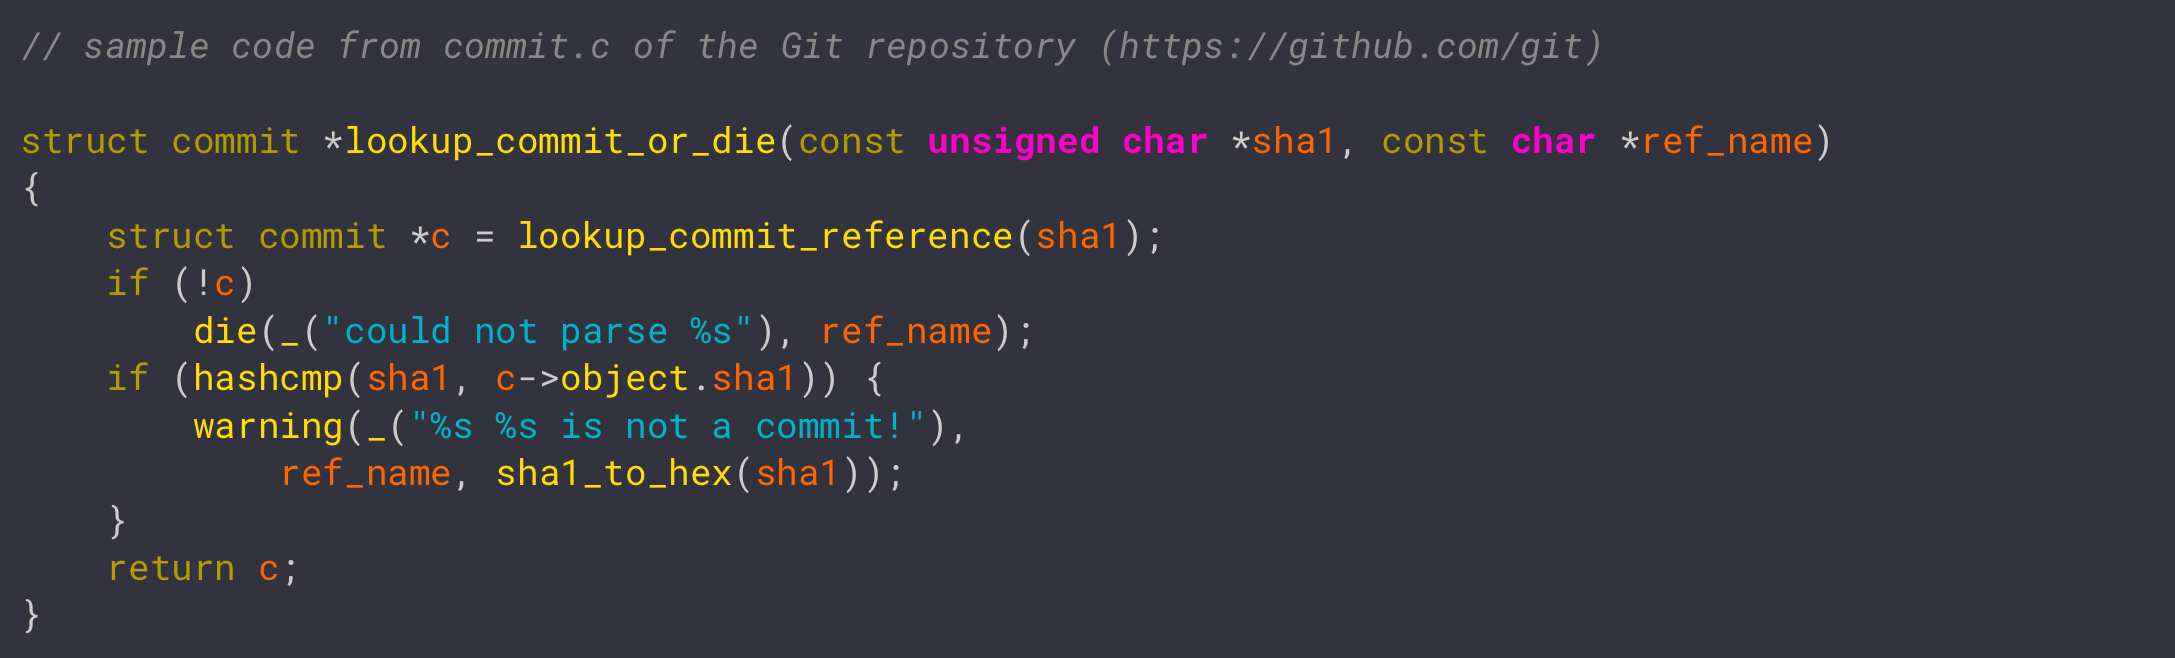 // sample code from commit.c of the Git repository (https://github.com/git)

struct commit *lookup_commit_or_die(const unsigned char *sha1, const char *ref_name)
{
    struct commit *c = lookup_commit_reference(sha1);
    if (!c)
        die(_("could not parse %s"), ref_name);
    if (hashcmp(sha1, c->object.sha1)) {
        warning(_("%s %s is not a commit!"),
            ref_name, sha1_to_hex(sha1));
    }
    return c;
}